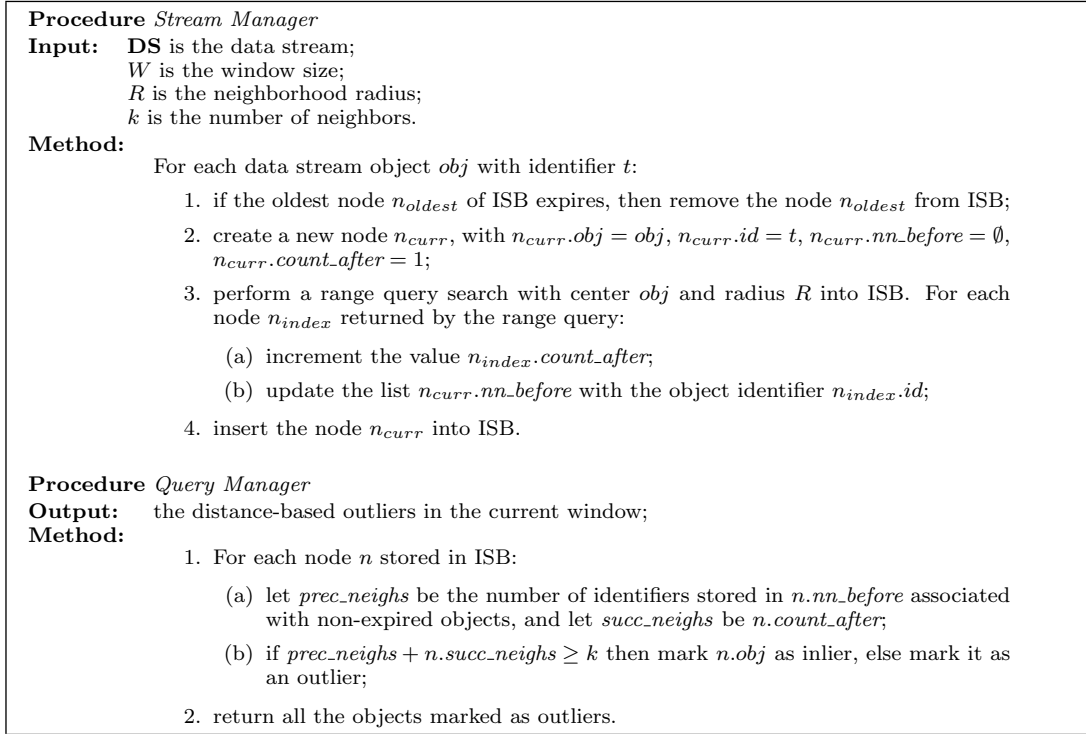 Procedure Stream Manager
Input: DS is the data stream;
W is the window size;
R is the neighborhood radius;
k is the number of neighbors.
Method:
For each data stream object obj with identifier t:
1. if the oldest node n_oldest of ISB expires, then remove the node n_oldest from ISB;
2. create a new node n_curr, with n_curr.obj = obj, n_curr.id = t, n_curr.nn_before = ∅,
n_curr.count_after = 1;
3. perform a range query search with center obj and radius R into ISB. For each
node n_index returned by the range query:
(a) increment the value n_index.count_after;
(b) update the list n_curr.nn_before with the object identifier n_index.id;
4. insert the node n_curr into ISB.
Procedure Query Manager
Output: the distance-based outliers in the current window;
Method:
1. For each node n stored in ISB:
(a) let prec_neighs be the number of identifiers stored in n.nn_before associated
with non-expired objects, and let succ_neighs be n.count_after;
(b) if prec_neighs + n.succ_neighs ≥ k then mark n.obj as inlier, else mark it as
an outlier;
2. return all the objects marked as outliers.